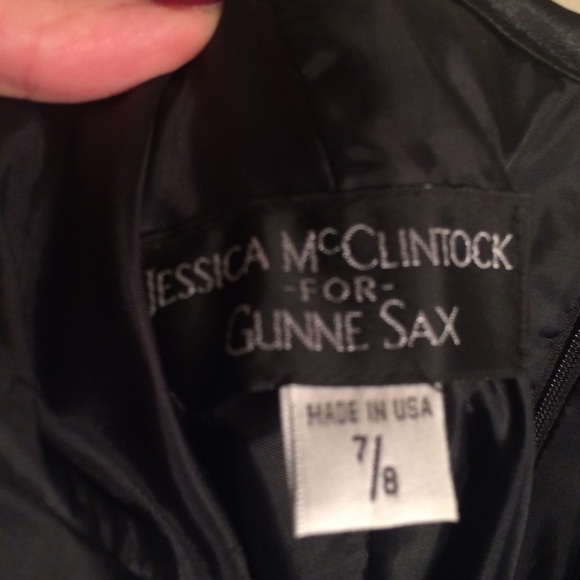 JESSICA McCLINTOCK
-FOR-
GUNNE SAX
MADE IN USA
7/8